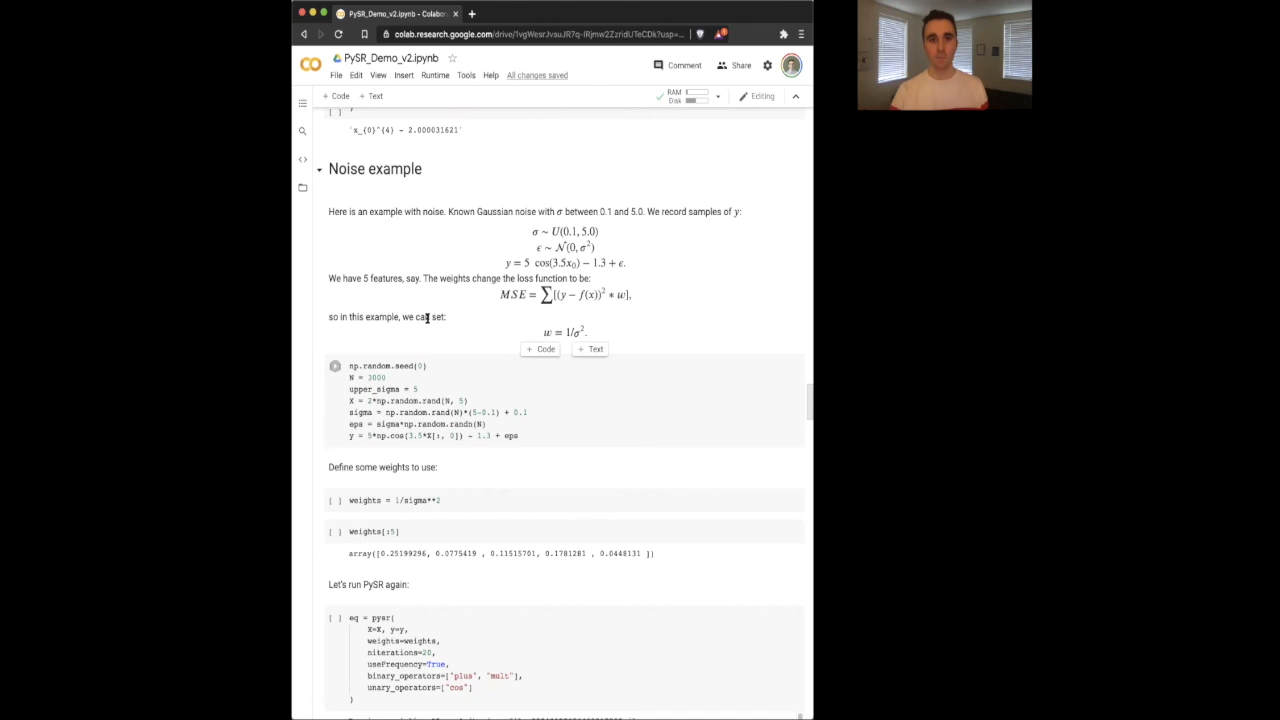 PySR_Demo_v2.ipynb - Colabor
colab.research.google.com/drive/1vgWesrJvsuJR7q-IRjmw2ZzridUTeCDk?usp=...
PySR_Demo_v2.ipynb
File Edit View Insert Runtime Tools Help All changes saved
Comment Share
+ Code + Text
RAM
Disk
Editing
[ ]
'x_{0}^{4} - 2.000031621'
Noise example
Here is an example with noise. Known Gaussian noise with σ between 0.1 and 5.0. We record samples of y:
σ ~ U(0.1, 5.0)
ϵ ~ 𝒩(0, σ²)
y = 5 cos(3.5x₀) − 1.3 + ϵ.
We have 5 features, say. The weights change the loss function to be:
MSE = ∑[(y − f(x))² * w],
so in this example, we can set:
w = 1/σ².
+ Code + Text
np.random.seed(0)
N = 3000
upper_sigma = 5
X = 2*np.random.rand(N, 5)
sigma = np.random.rand(N)*(5-0.1) + 0.1
eps = sigma*np.random.randn(N)
y = 5*np.cos(3.5*X[:, 0]) - 1.3 + eps
Define some weights to use:
[ ] weights = 1/sigma**2
[ ] weights[:5]
array([0.25199296, 0.0775419 , 0.11515701, 0.1781281 , 0.0448131 ])
Let's run PySR again:
[ ] eq = pysr(
X=X, y=y,
weights=weights,
niterations=20,
useFrequency=True,
binary_operators=["plus", "mult"],
unary_operators=["cos"]
)